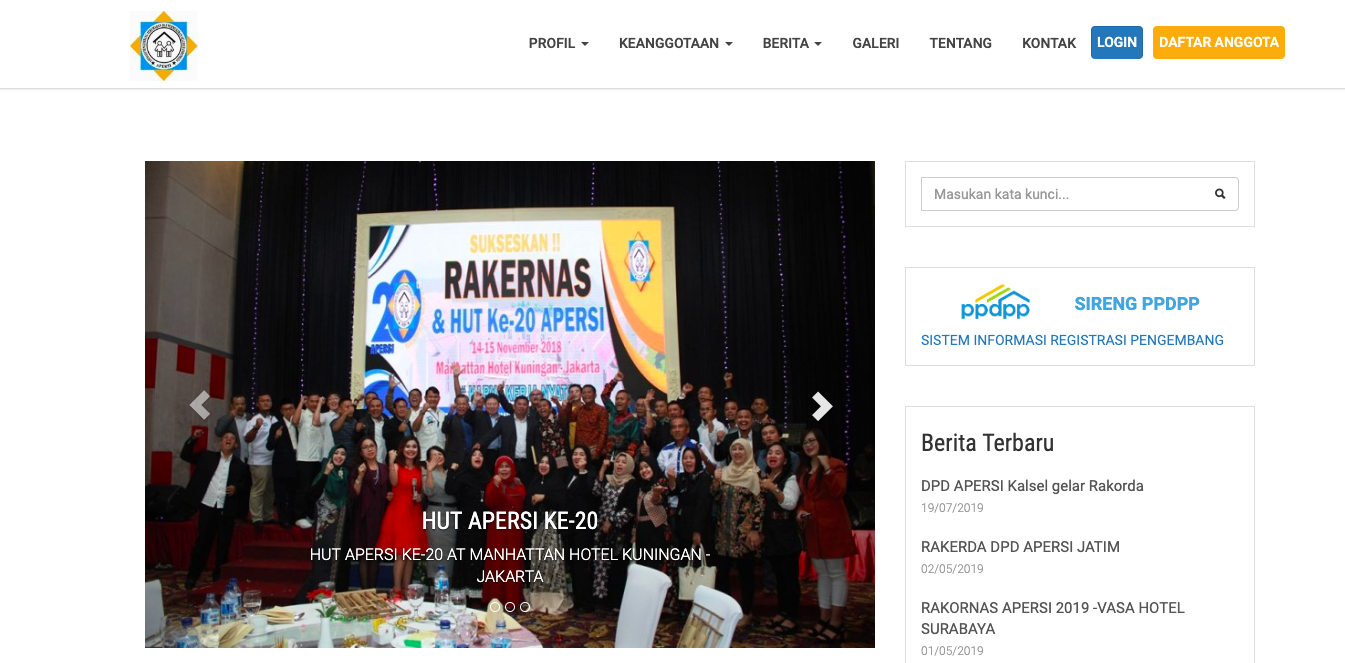 PROFIL
KEANGGOTAAN
BERITA
GALERI
TENTANG
KONTAK
LOGIN
DAFTAR ANGGOTA
SUKSESKAN !!
RAKERNAS
& HUT Ke-20 APERSI
14-15 November 2018
Manhattan Hotel Kuningan - Jakarta
20
APERSI
HUT APERSI KE-20
HUT APERSI KE-20 AT MANHATTAN HOTEL KUNINGAN -
JAKARTA
Masukan kata kunci...
ppdpp
SIRENG PPDPP
SISTEM INFORMASI REGISTRASI PENGEMBANG
Berita Terbaru
DPD APERSI Kalsel gelar Rakorda
19/07/2019
RAKERDA DPD APERSI JATIM
02/05/2019
RAKORNAS APERSI 2019 -VASA HOTEL
SURABAYA
01/05/2019